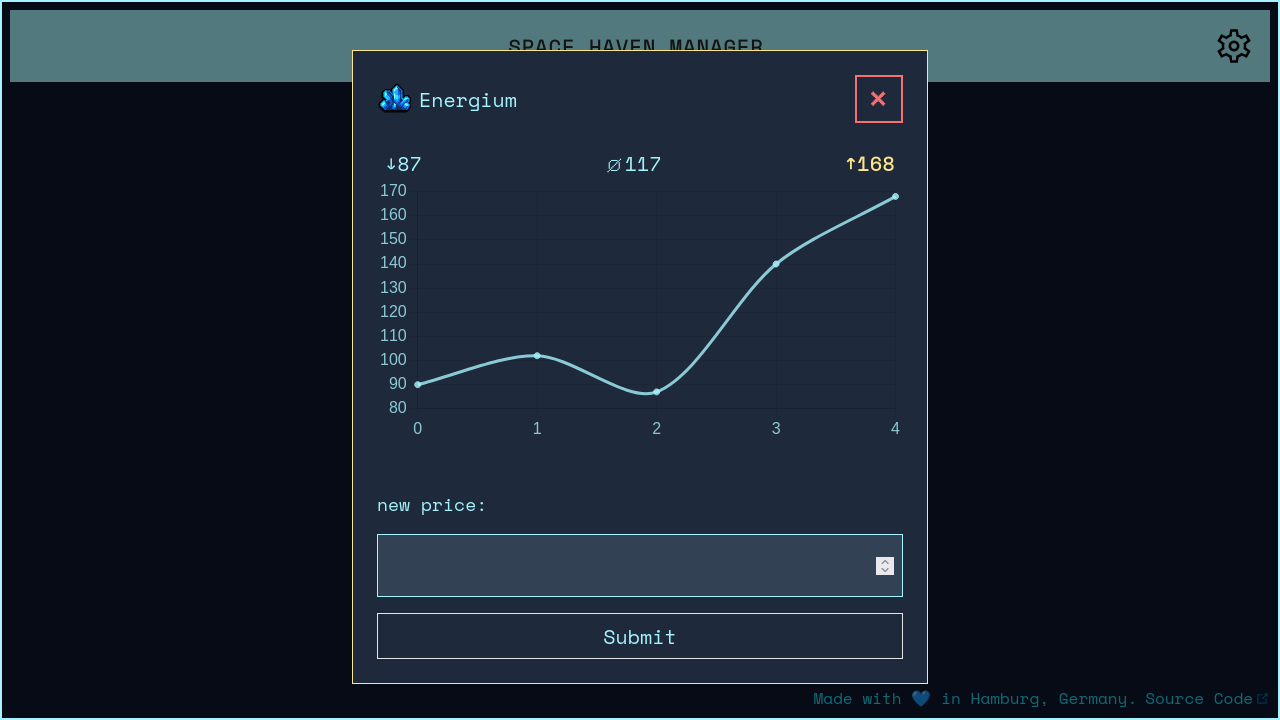 SPACE HAVEN MANAGER
Energium
↓87 ∅117 ↑168
170
160
150
140
130
120
110
100
90
80
0 1 2 3 4
new price:
Submit
Made with 💙 in Hamburg, Germany. Source Code